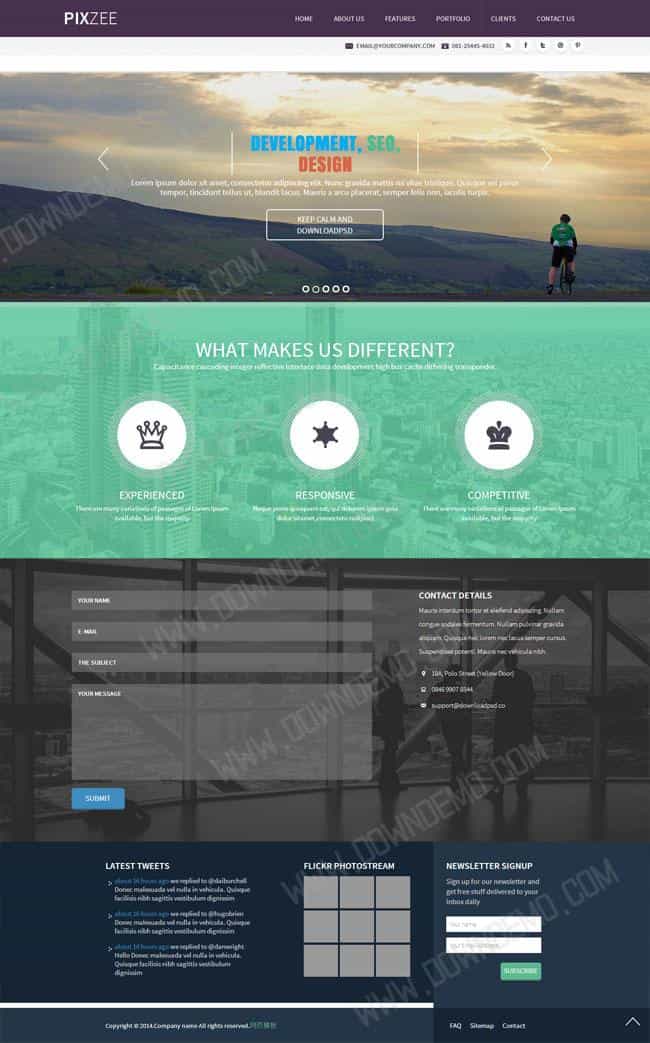 PIXZEE
HOME ABOUT US FEATURES PORTFOLIO CLIENTS CONTACT US
EMAIL@YOURCOMPANY.COM 081-25445-4032
DEVELOPMENT, SEO,
DESIGN
Lorem ipsum dolor sit amet, consectetur adipiscing elit. Nunc gravida mattis mi vitae tristique. Quisque vel purus
tempor, tincidunt tellus ut, blandit lacus. Mauris a arcu placerat, semper felis non, iaculis turpis.
KEEP CALM AND
DOWNLOADPSD
WHAT MAKES US DIFFERENT?
Capacitance cascading integer reflective interface data development high bus cache dithering transponder.
EXPERIENCED
There are many variations of passages of Lorem Ipsum
available, but the majority
RESPONSIVE
Neque porro quisquam est, qui dolorem ipsum quia
dolor sit amet, consectetur
COMPETITIVE
There are many variations of passages of Lorem Ipsum
available, but the majority
YOUR NAME
E-MAIL
THE SUBJECT
YOUR MESSAGE
SUBMIT
CONTACT DETAILS
Mauris interdum tortor et eleifend adipiscing. Nullam
congue sodales fermentum. Nullam pulvinar gravida
aliquam. Quisque nec lorem nec lacus semper cursus.
Suspendisse potenti. Mauris nec vehicula nibh.
18A, Polo Street (Yellow Door)
0846 9907 8544
support@downloadpsd.co
LATEST TWEETS
about 16 hours ago we replied to @daiburchell
Donec malesuada vel nulla in vehicula. Quisque
facilisis nibh sagittis vestibulum dignissim
about 16 hours ago we replied to @hugobrien
Donec malesuada vel nulla in vehicula. Quisque
facilisis nibh sagittis vestibulum dignissim
about 14 hours ago we replied to @danwright
Hello Donec malesuada vel nulla in vehicula.
Quisque facilisis nibh sagittis vestibulum
dignissim
FLICKR PHOTOSTREAM
NEWSLETTER SIGNUP
Sign up for our newsletter and
get free stuff ddelivered to your
inbox daily
SUBSCRIBE
Copyright © 2014.Company name All rights reserved.网页模板
FAQ Sitemap Contact
WWW.DOWNDEMO.COM